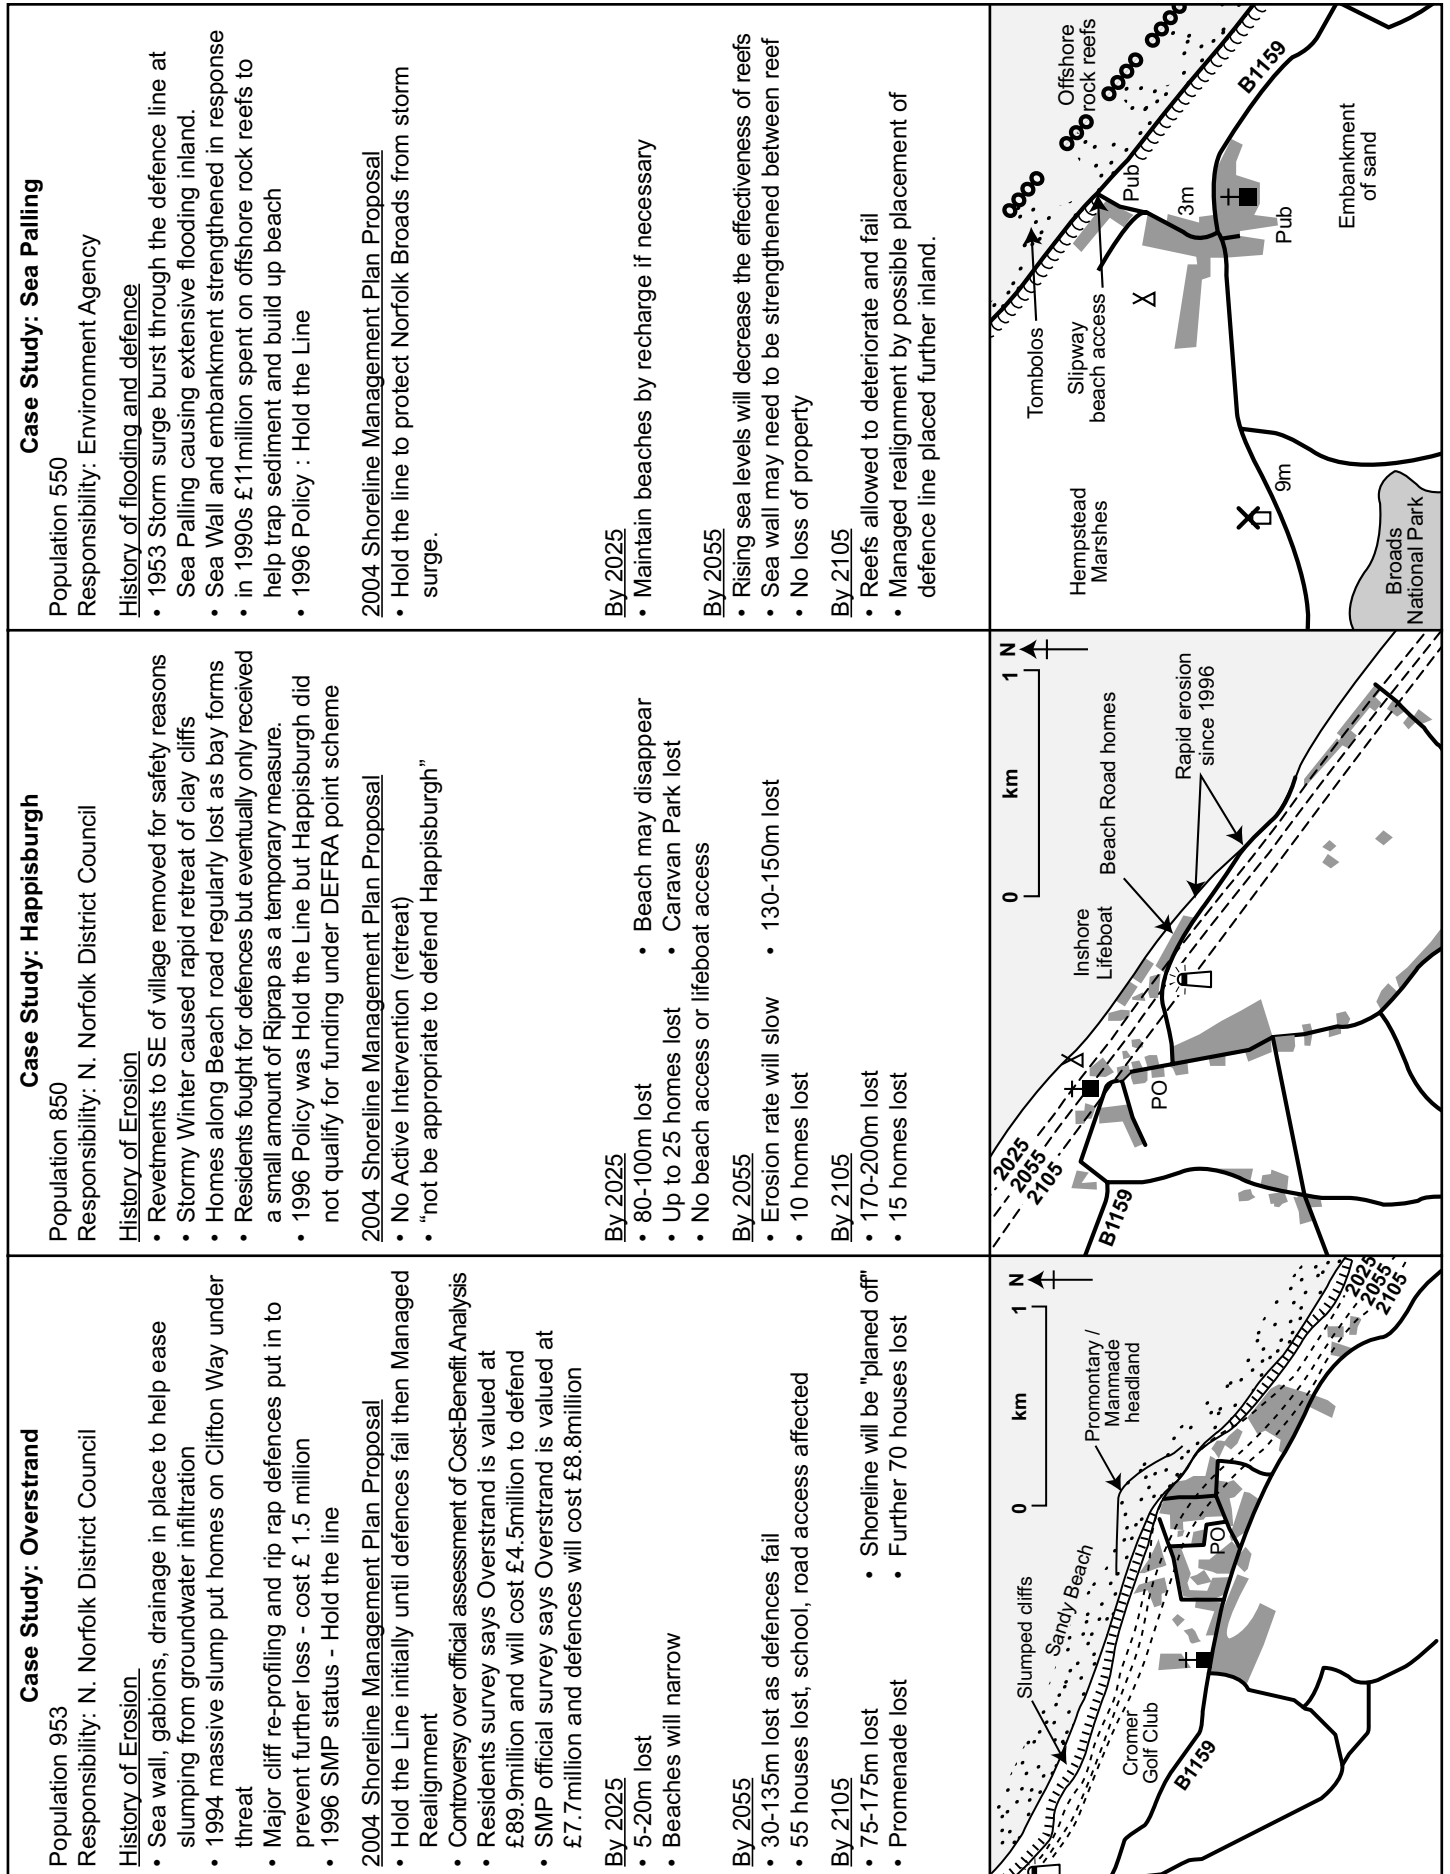 Case Study: Overstrand
Population 953
Responsibility: N. Norfolk District Council
History of Erosion
• Sea wall, gabions, drainage in place to help ease
slumping from groundwater infiltration
• 1994 massive slump put homes on Clifton Way under
threat
• Major cliff re-profiling and rip rap defences put in to
prevent further loss - cost £ 1.5 million
• 1996 SMP status - Hold the line
2004 Shoreline Management Plan Proposal
• Hold the Line initially until defences fail then Managed
Realignment
• Controversy over official assessment of Cost-Benefit Analysis
• Residents survey says Overstrand is valued at
£89.9million and will cost £4.5million to defend
• SMP official survey says Overstrand is valued at
£7.7million and defences will cost £8.8million
By 2025
• 5-20m lost
• Beaches will narrow
By 2055
• 30-135m lost as defences fail
• 55 houses lost, school, road access affected
By 2105
• 75-175m lost
• Shoreline will be "planed off"
• Promenade lost
• Further 70 houses lost
Slumped cliffs
Sandy Beach
Promontary /
Manmade
headland
0 km 1
N
Cromer
Golf Club
B1159
PO
2025
2055
2105
Case Study: Happisburgh
Population 850
Responsibility: N. Norfolk District Council
History of Erosion
• Revetments to SE of village removed for safety reasons
• Stormy Winter caused rapid retreat of clay cliffs
• Homes along Beach road regularly lost as bay forms
• Residents fought for defences but eventually only received
a small amount of Riprap as a temporary measure.
• 1996 Policy was Hold the Line but Happisburgh did
not qualify for funding under DEFRA point scheme
2004 Shoreline Management Plan Proposal
• No Active Intervention (retreat)
• “not be appropriate to defend Happisburgh”
By 2025
• 80-100m lost
• Beach may disappear
• Up to 25 homes lost
• Caravan Park lost
• No beach access or lifeboat access
By 2055
• Erosion rate will slow
• 130-150m lost
• 10 homes lost
By 2105
• 170-200m lost
• 15 homes lost
2025
2055
2105
B1159
PO
Inshore
Lifeboat
Beach Road homes
Rapid erosion
since 1996
0 km 1
N
Case Study: Sea Palling
Population 550
Responsibility: Environment Agency
History of flooding and defence
• 1953 Storm surge burst through the defence line at
Sea Palling causing extensive flooding inland.
• Sea Wall and embankment strengthened in response
• in 1990s £11million spent on offshore rock reefs to
help trap sediment and build up beach
• 1996 Policy : Hold the Line
2004 Shoreline Management Plan Proposal
• Hold the line to protect Norfolk Broads from storm
surge.
By 2025
• Maintain beaches by recharge if necessary
By 2055
• Rising sea levels will decrease the effectiveness of reefs
• Sea wall may need to be strengthened between reef
• No loss of property
By 2105
• Reefs allowed to deteriorate and fail
• Managed realignment by possible placement of
defence line placed further inland.
Tombolos
Slipway
beach access
Offshore
rock reefs
Pub
3m
Pub
B1159
Embankment
of sand
Hempstead
Marshes
9m
Broads
National Park